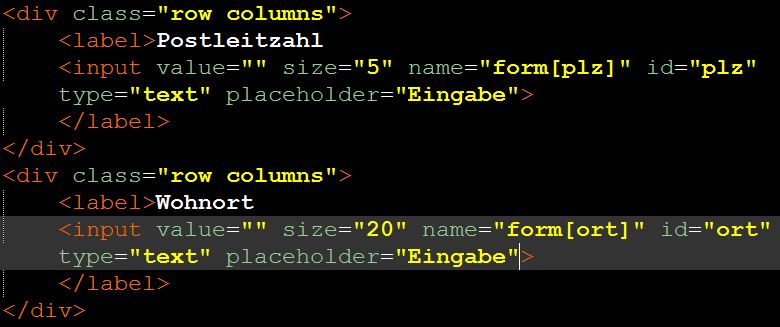 <div class="row columns">
<label>Postleitzahl
<input value="" size="5" name="form[plz]" id="plz"
type="text" placeholder="Eingabe">
</label>
</div>
<div class="row columns">
<label>Wohnort
<input value="" size="20" name="form[ort]" id="ort"
type="text" placeholder="Eingabe">
</label>
</div>